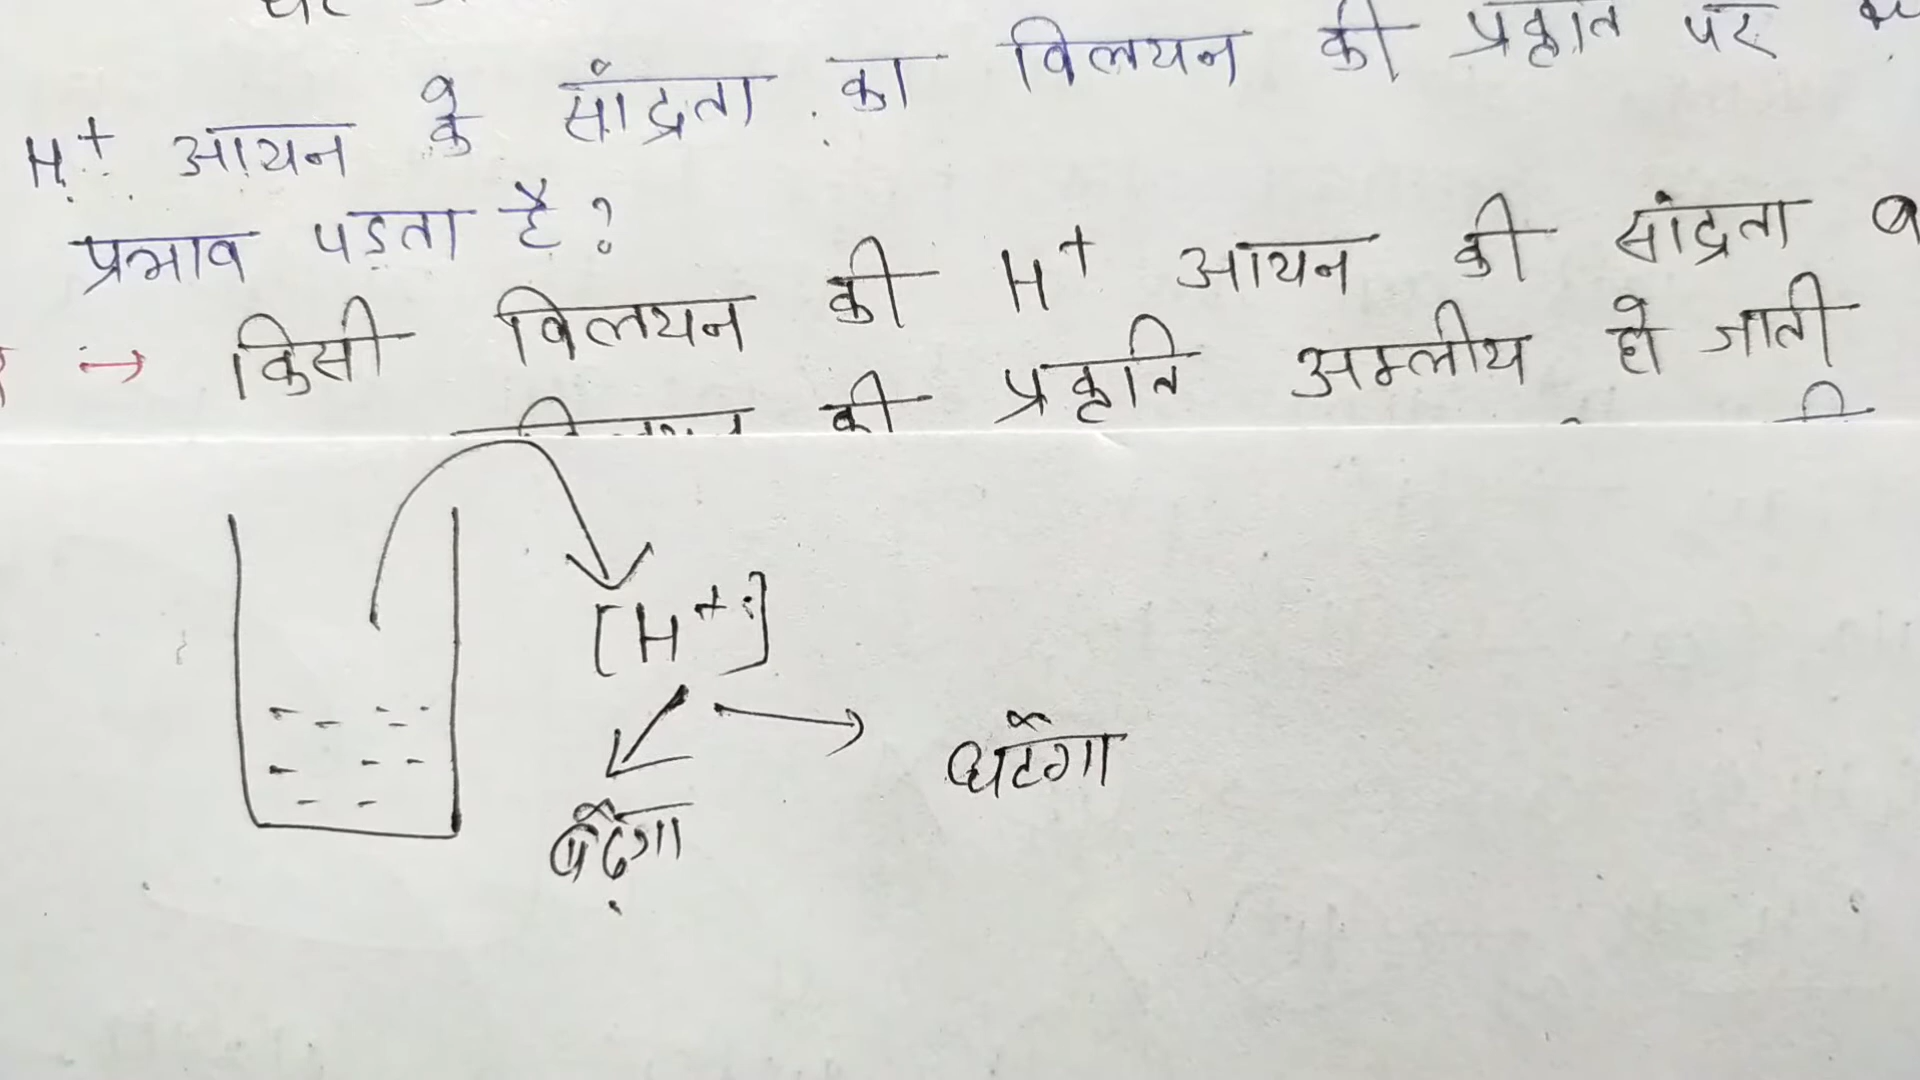 H+ आयन के सांद्रता का विलयन की प्रकृति पर
प्रभाव पड़ता है?
→ किसी विलयन की H+ आयन की सांद्रता
की प्रकृति अम्लीय हो जाती
[H+]
बढ़ेगा
घटेगा